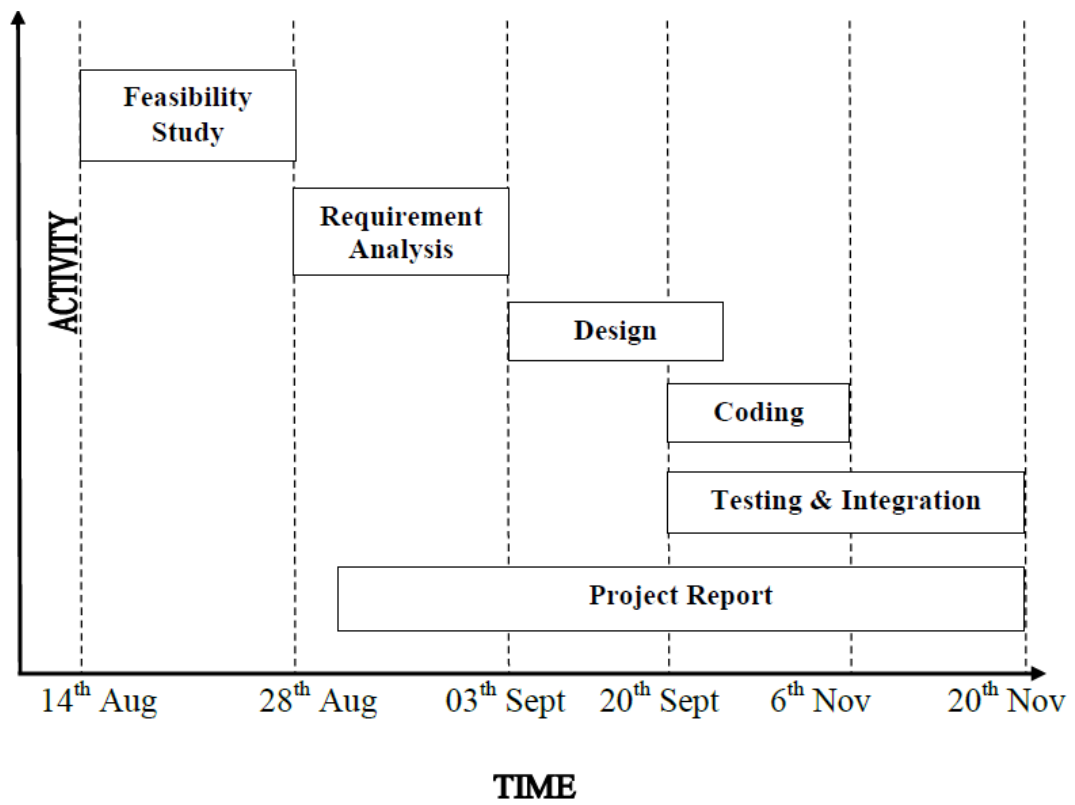 Feasibility
Study
ACTIVITY
Requirement
Analysis
Design
Coding
Testing & Integration
Project Report
14th Aug 28th Aug 03th Sept 20th Sept 6th Nov 20th Nov
TIME